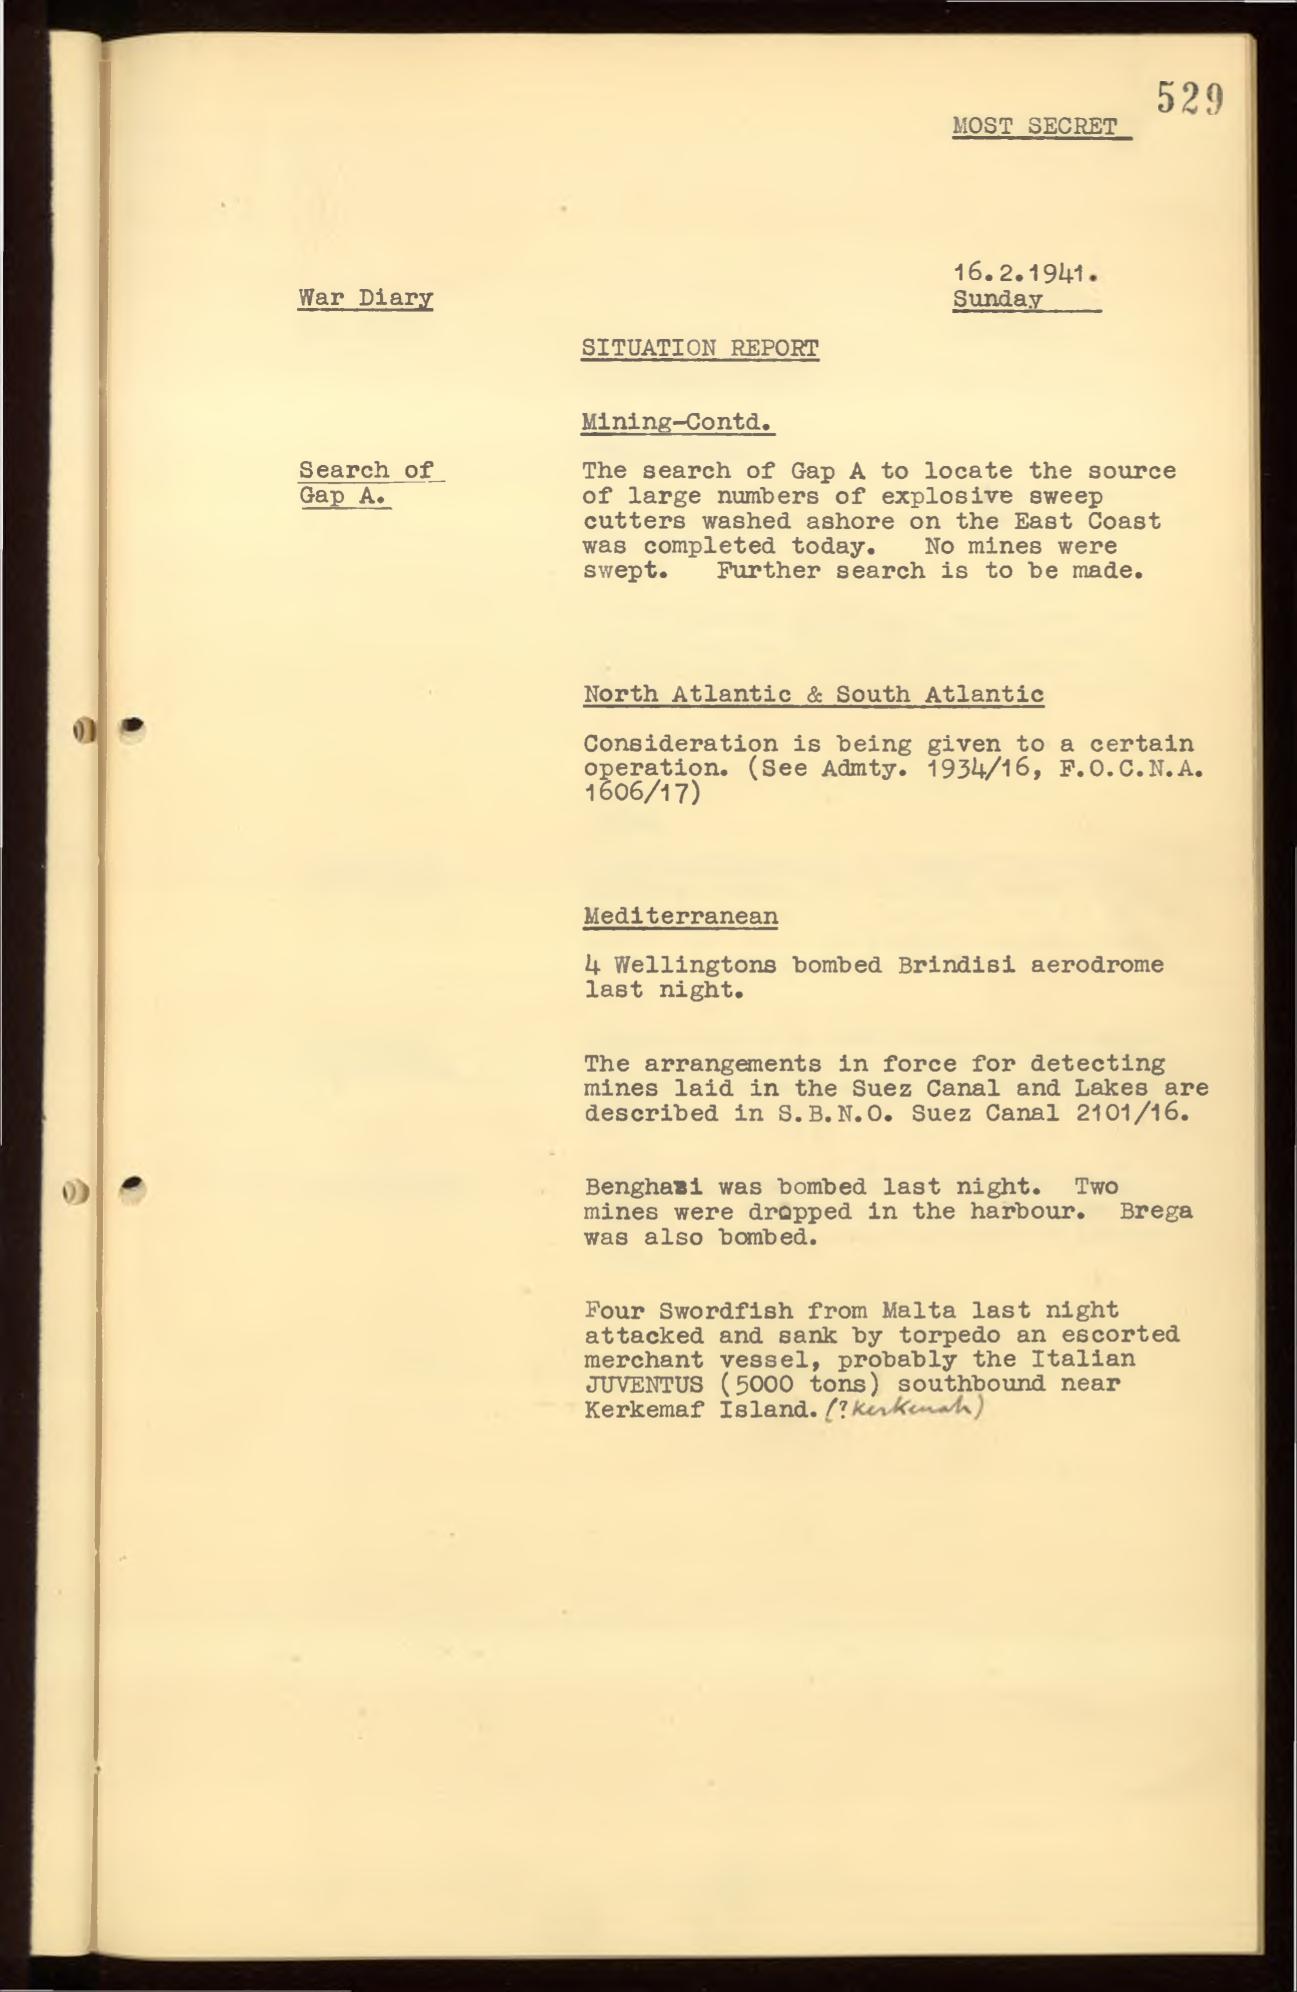 529
MOST SECRET
16.2.1941.
War Diary
Sunday
SITUATION REPORT
Mining-Contd.
Search of
Gap A.
The search of Gap A to locate the source
of large numbers of explosive sweep
cutters washed ashore on the East Coast
was completed today. No mines were
swept. Further search is to be made.
North Atlantic & South Atlantic
Consideration is being given to a certain
operation. (See Admty. 1934/16, F.O.C.N.A.
1606/17)
Mediterranean
4 Wellingtons bombed Brindisi aerodrome
last night.
The arrangements in force for detecting
mines laid in the Suez Canal and Lakes are
described in S.B.N.O. Suez Canal 2101/16.
Benghazi was bombed last night. Two
mines were dropped in the harbour. Brega
was also bombed.
Four Swordfish from Malta last night
attacked and sank by torpedo an escorted
merchant vessel, probably the Italian
JUVENTUS (5000 tons) southbound near
Kerkemaf Island. (? Kerkenah)